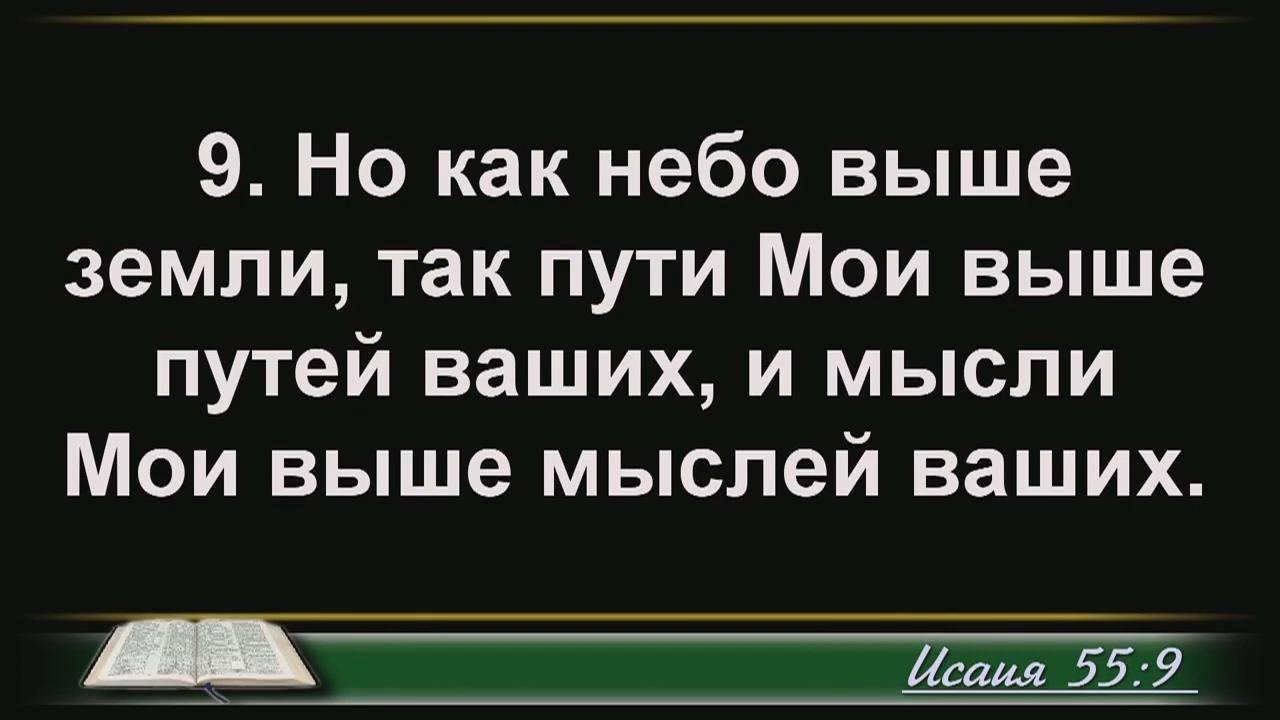 9. Но как небо выше
земли, так пути Мои выше
путей ваших, и мысли
Мои выше мыслей ваших.
Исаия 55:9